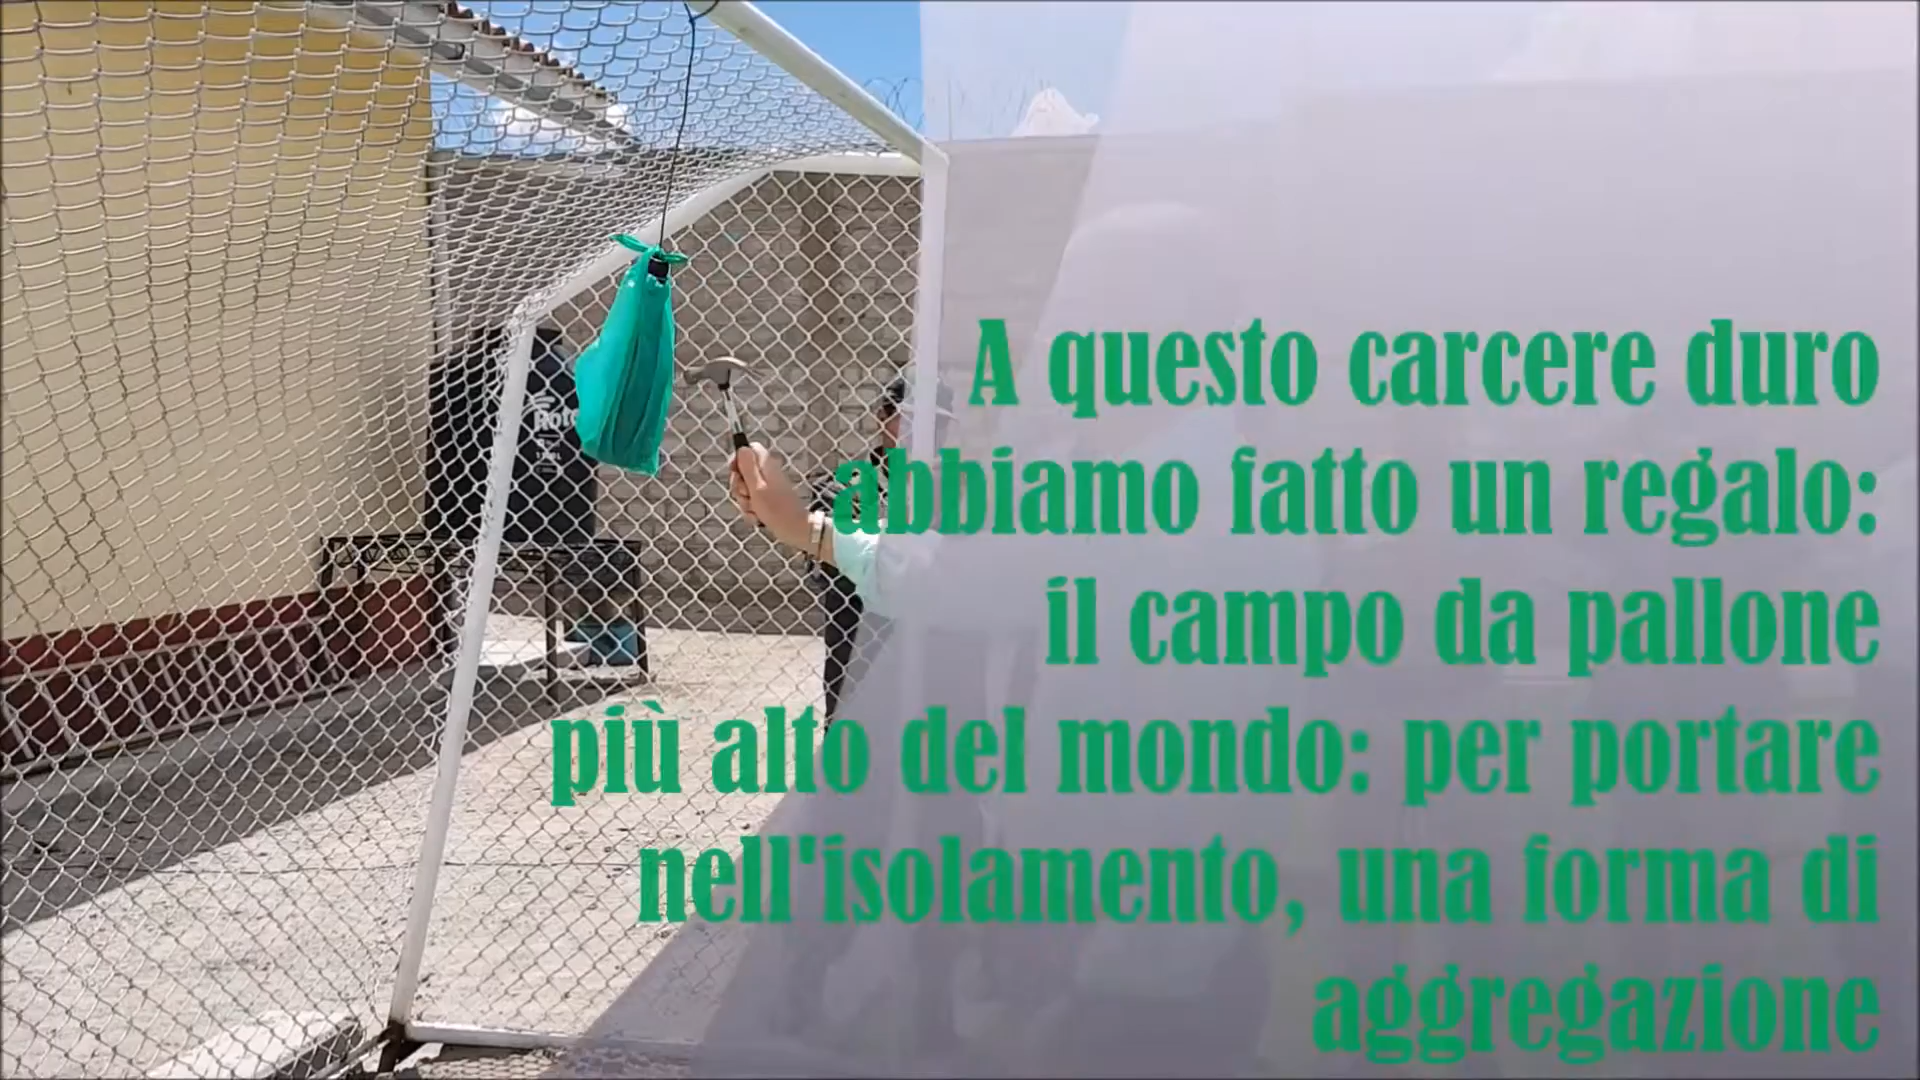 Roto
A questo carcere duro
abbiamo fatto un regalo:
il campo da pallone
più alto del mondo: per portare
nell'isolamento, una forma di
aggregazione